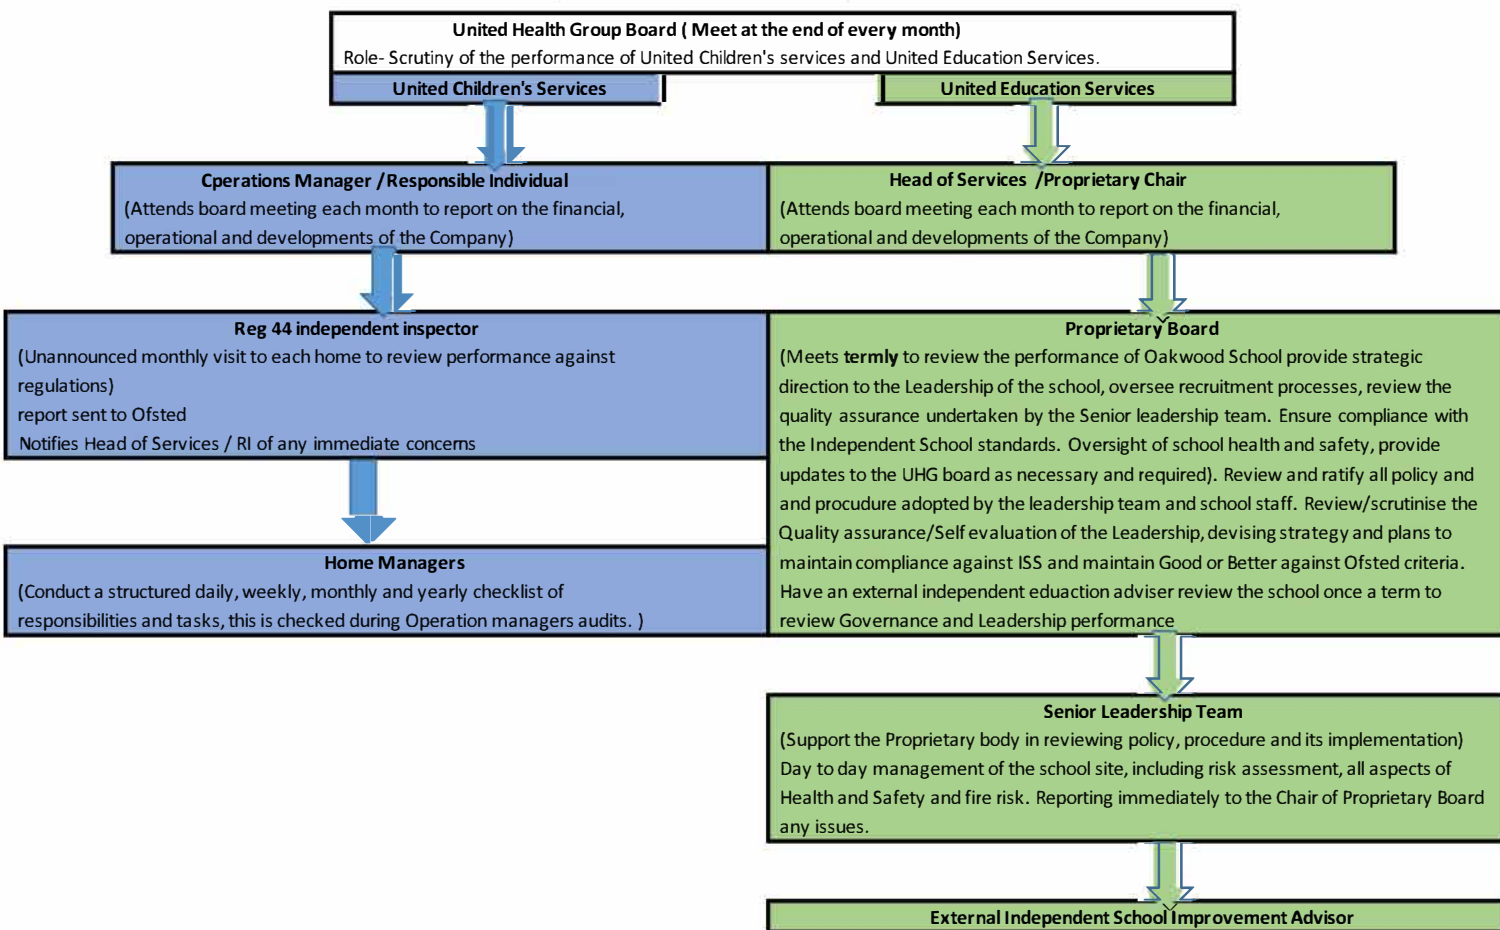 United Health Group Board ( Meet at the end of every month)
Role- Scrutiny of the performance of United Children's services and United Education Services.
United Children's Services
United Education Services
Cperations Manager /Responsible Individual
(Attends board meeting each month to report on the financial,
operational and developments of the Company)
Head of Services /Proprietary Chair
(Attends board meeting each month to report on the financial,
operational and developments of the Company)
Reg 44 independent inspector
(Unannounced monthly visit to each home to review performance against
regulations)
report sent to Ofsted
Notifies Head of Services / RI of any immediate concerns
Proprietary Board
(Meets termly to review the performance of Oakwood School provide strategic
direction to the Leadership of the school, oversee recruitment processes, review the
quality assurance undertaken by the Senior leadership team. Ensure compliance with
the Independent School standards. Oversight of school health and safety, provide
updates to the UHG board as necessary and required). Review and ratify all policy and
and procudure adopted by the leadership team and school staff. Review/scrutinise the
Quality assurance/Self evaluation of the Leadership, devising strategy and plans to
maintain compliance against ISS and maintain Good or Better against Ofsted criteria.
Have an external independent eduaction adviser review the school once a term to
review Governance and Leadership performance
Home Managers
(Conduct a structured daily, weekly, monthly and yearly checklist of
responsibilities and tasks, this is checked during Operation managers audits. )
Senior Leadership Team
(Support the Proprietary body in reviewing policy, procedure and its implementation)
Day to day management of the school site, including risk assessment, all aspects of
Health and Safety and fire risk. Reporting immediately to the Chair of Proprietary Board
any issues.
External Independent School Improvement Advisor